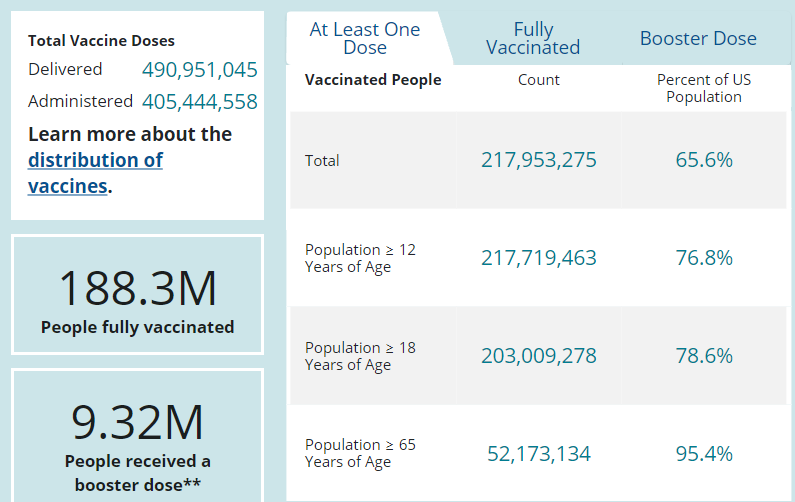 Total Vaccine Doses
Delivered 490,951,045
Administered 405,444,558
Learn more about the
distribution of
vaccines.
188.3M
People fully vaccinated
9.32M
People received a
booster dose**
At Least One
Dose
Fully
Vaccinated
Booster Dose
Vaccinated People
Count
Percent of US
Population
Total
217,953,275
65.6%
Population ≥ 12
Years of Age
217,719,463
76.8%
Population ≥ 18
Years of Age
203,009,278
78.6%
Population ≥ 65
Years of Age
52,173,134
95.4%